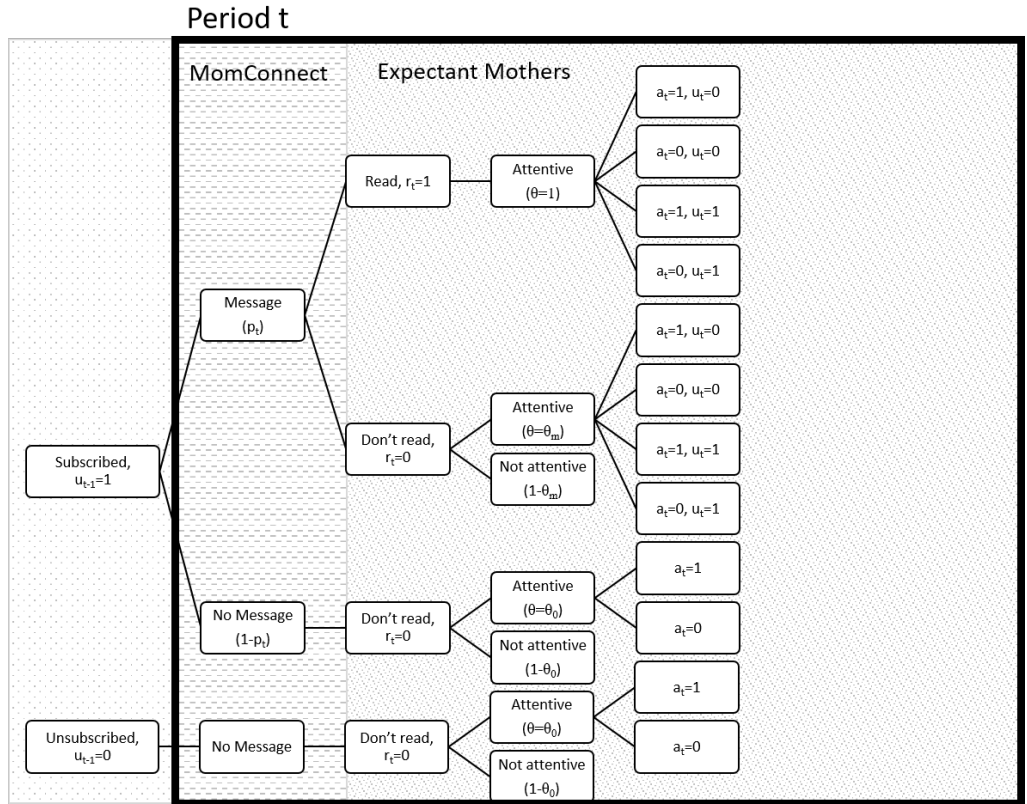 Period t
MomConnect
Expectant Mothers
Subscribed,
uₜ₋₁=1
Unsubscribed,
uₜ₋₁=0
Message
(pₜ)
No Message
(1-pₜ)
No Message
Read, rₜ=1
Don't read,
rₜ=0
Don't read,
rₜ=0
Don't read,
rₜ=0
Attentive
(θ=1)
Attentive
(θ=θₘ)
Not attentive
(1-θₘ)
Attentive
(θ=θ₀)
Not attentive
(1-θ₀)
Attentive
(θ=θ₀)
Not attentive
(1-θ₀)
aₜ=1, uₜ=0
aₜ=0, uₜ=0
aₜ=1, uₜ=1
aₜ=0, uₜ=1
aₜ=1, uₜ=0
aₜ=0, uₜ=0
aₜ=1, uₜ=1
aₜ=0, uₜ=1
aₜ=1
aₜ=0
aₜ=1
aₜ=0